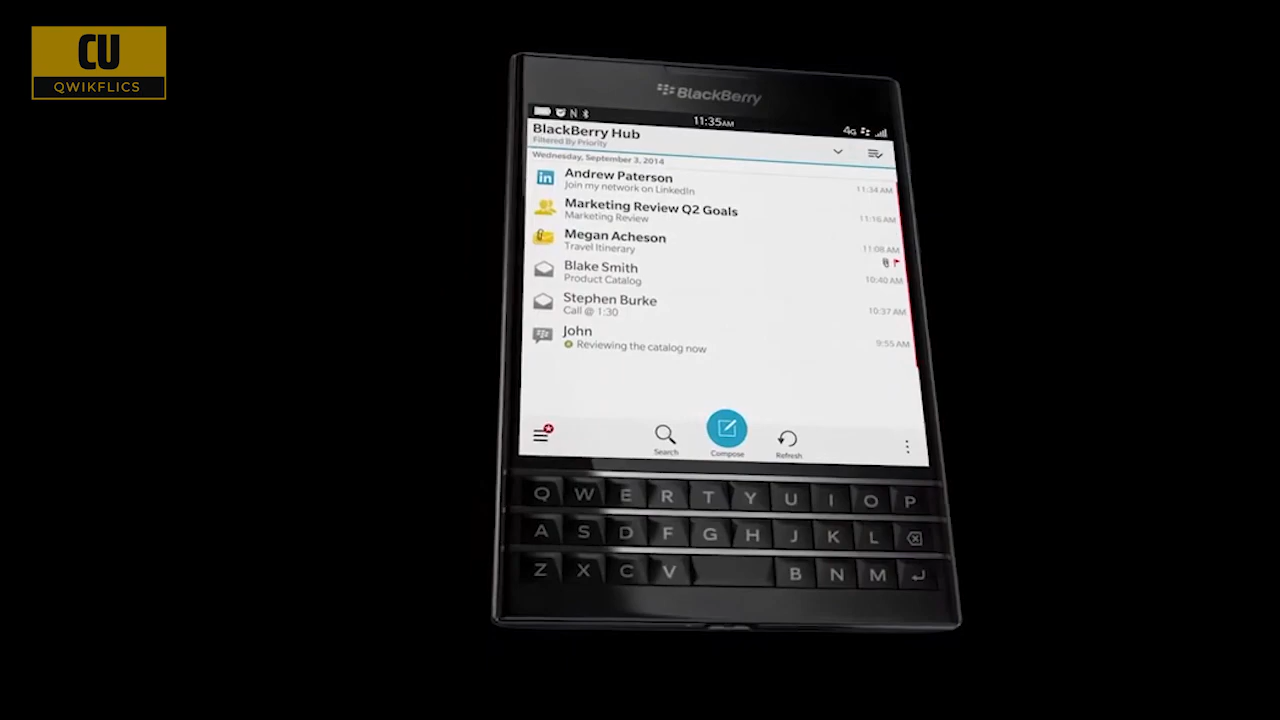 CU
QWIKFLICS
BlackBerry
11:35AM
4G
BlackBerry Hub
Filtered By Priority
Wednesday, September 3, 2014
Andrew Paterson
Join my network on LinkedIn
11:34 AM
Marketing Review Q2 Goals
Marketing Review
11:16 AM
Megan Acheson
Travel Itinerary
11:08 AM
Blake Smith
Product Catalog
10:40 AM
Stephen Burke
Call @ 1:30
10:37 AM
John
Reviewing the catalog now
9:55 AM
Search
Compose
Refresh
Q W E R T Y U I O P
A S D F G H J K L
Z X C V B N M